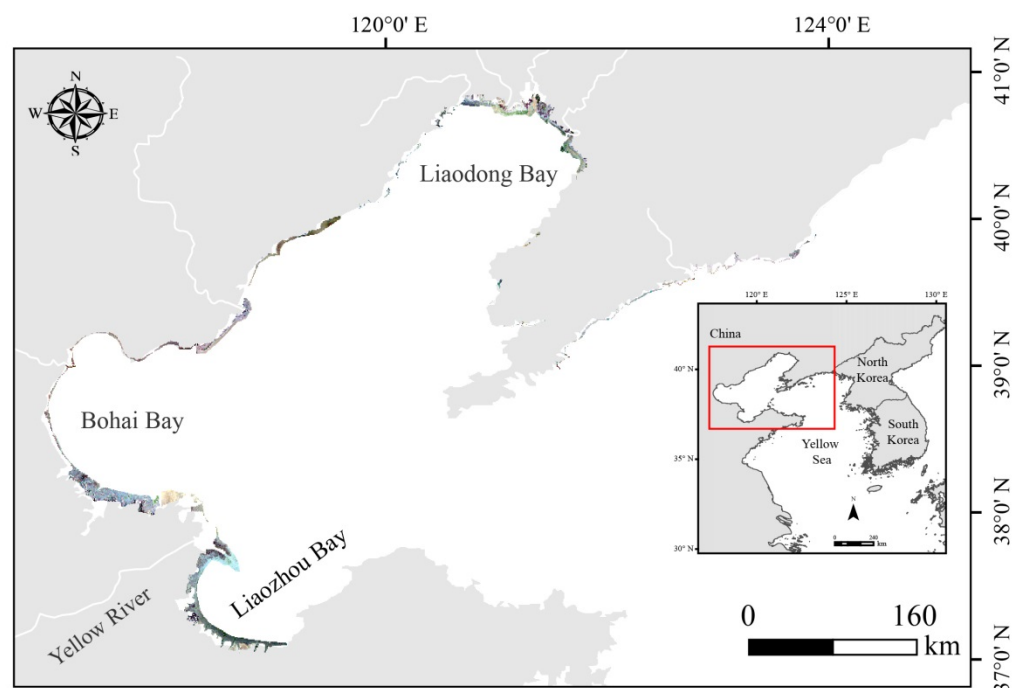 120°0' E
124°0' E
41°0' N
40°0' N
39°0' N
38°0' N
37°0' N
N
W
E
S
Liaodong Bay
Bohai Bay
Liaozhou Bay
Yellow River
120° E
125° E
130° E
40° N
35° N
30° N
China
North
Korea
South
Korea
Yellow
Sea
N
0
240
km
0
160
km